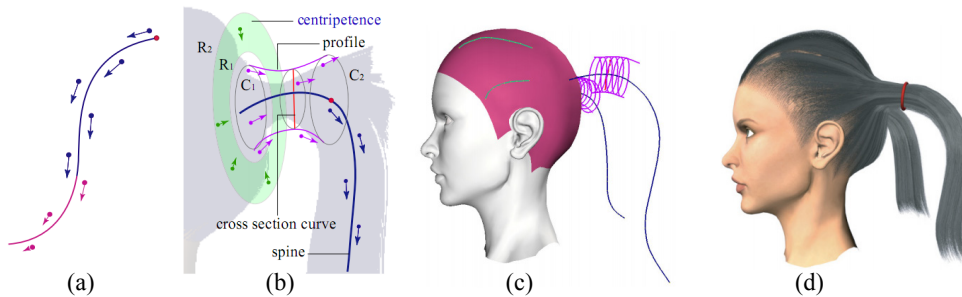 centripetence
profile
R2
R1
C1
C2
cross section curve
spine
(a)
(b)
(c)
(d)